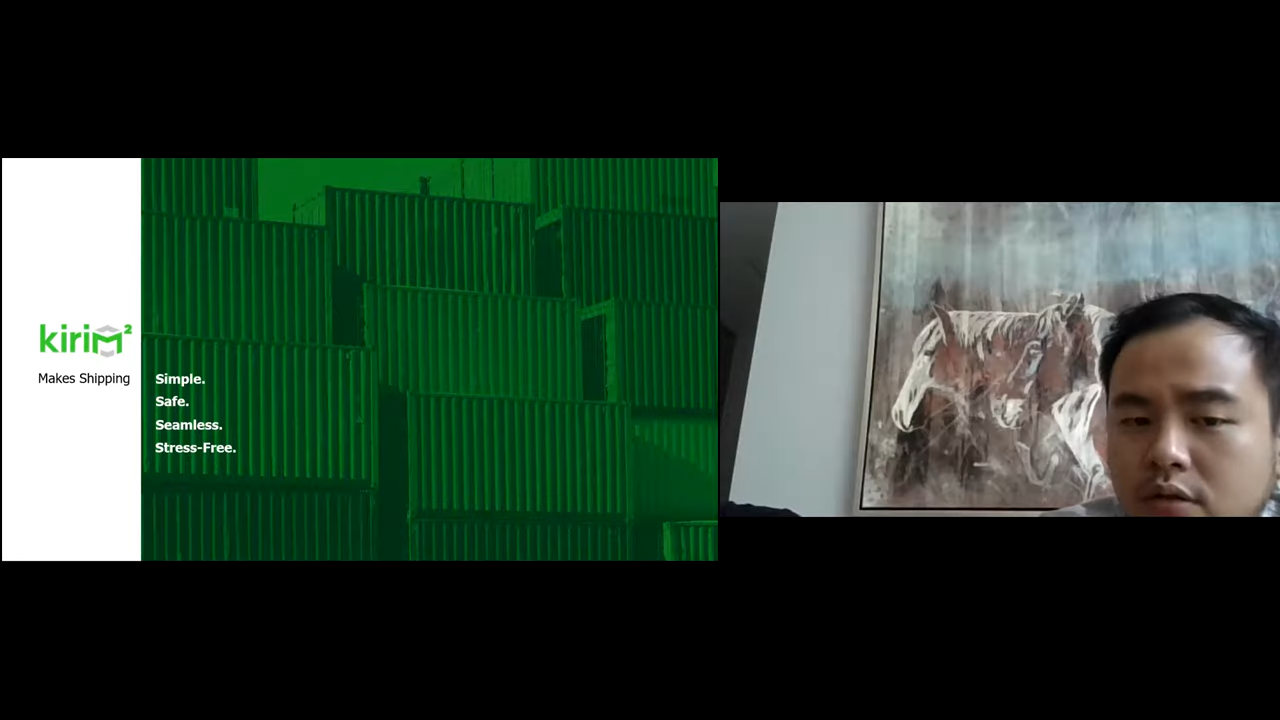 kirim²
Makes Shipping
Simple.
Safe.
Seamless.
Stress-Free.